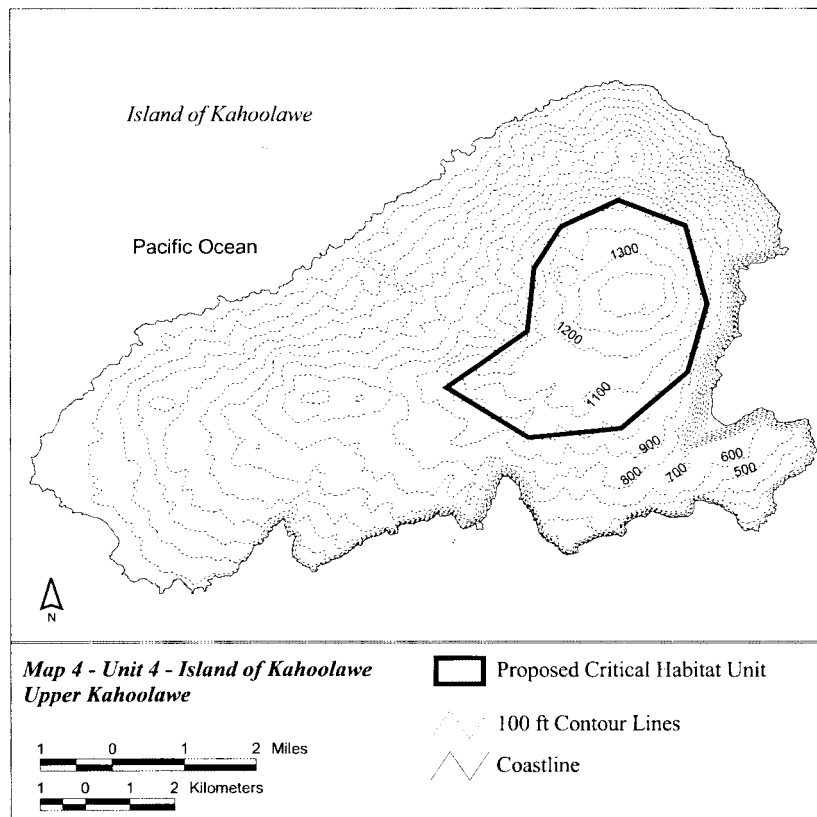 Island of Kahoolawe
Pacific Ocean
1300
1200
1100
900
800
700
600
500
N
Map 4 - Unit 4 - Island of Kahoolawe
Upper Kahoolawe
1 0 1 2 Miles
1 0 1 2 Kilometers
Proposed Critical Habitat Unit
100 ft Contour Lines
Coastline